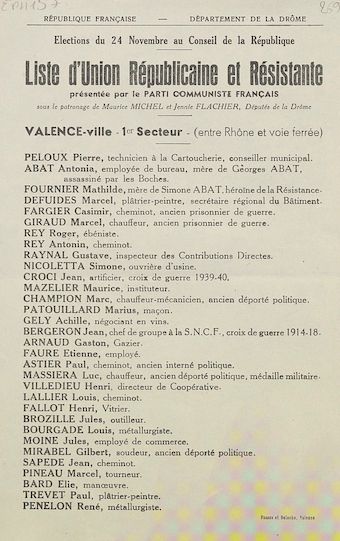 RÉPUBLIQUE FRANÇAISE — DÉPARTEMENT DE LA DRÔME
Elections du 24 Novembre au Conseil de la République
Liste d'Union Républicaine et Résistante
présentée par le PARTI COMMUNISTE FRANÇAIS
sous le patronage de Maurice MICHEL et Jennie FLACHIER, Députés de la Drôme
VALENCE-ville - 1er Secteur - (entre Rhône et voie ferrée)
PELOUX Pierre, technicien à la Cartoucherie, conseiller municipal.
ABAT Antonia, employée de bureau, mère de Géorges ABAT,
assassiné par les Boches.
FOURNIER Mathilde, mère de Simone ABAT, héroïne de la Résistance.
DEFUIDES Marcel, plâtrier-peintre, secrétaire régional du Bâtiment.
FARGIER Casimir, cheminot, ancien prisonnier de guerre.
GIRAUD Marcel, chauffeur, ancien prisonnier de guerre.
REY Roger, ébéniste.
REY Antonin, cheminot.
RAYNAL Gustave, inspecteur des Contributions Directes.
NICOLETTA Simone, ouvrière d'usine.
CROCI Jean, artificier, croix de guerre 1939-40.
MAZELIER Maurice, instituteur.
CHAMPION Marc, chauffeur-mécanicien, ancien déporté politique.
PATOUILLARD Marius, maçon.
GELY Achille, négociant en vins.
BERGERON Jean, chef de groupe à la S.N.C.F., croix de guerre 1914-18.
ARNAUD Gaston, Gazier.
FAURE Etienne, employé.
ASTIER Paul, cheminot, ancien interné politique.
MASSIERA Luc, chauffeur, ancien déporté politique, médaille militaire.
VILLEDIEU Henri, directeur de Coopérative.
LALLIER Louis, cheminot.
FALLOT Henri, Vitrier.
BROZILLE Jules, outilleur.
BOURGADE Louis, métallurgiste.
MOINE Jules, employé de commerce.
MIRABEL Gilbert, soudeur, ancien déporté politique.
SAPEDE Jean, cheminot.
PINEAU Marcel, tourneur.
BARD Elie, manœuvre.
TREVET Paul, plâtrier-peintre.
PENELON René, métallurgiste.
Valence